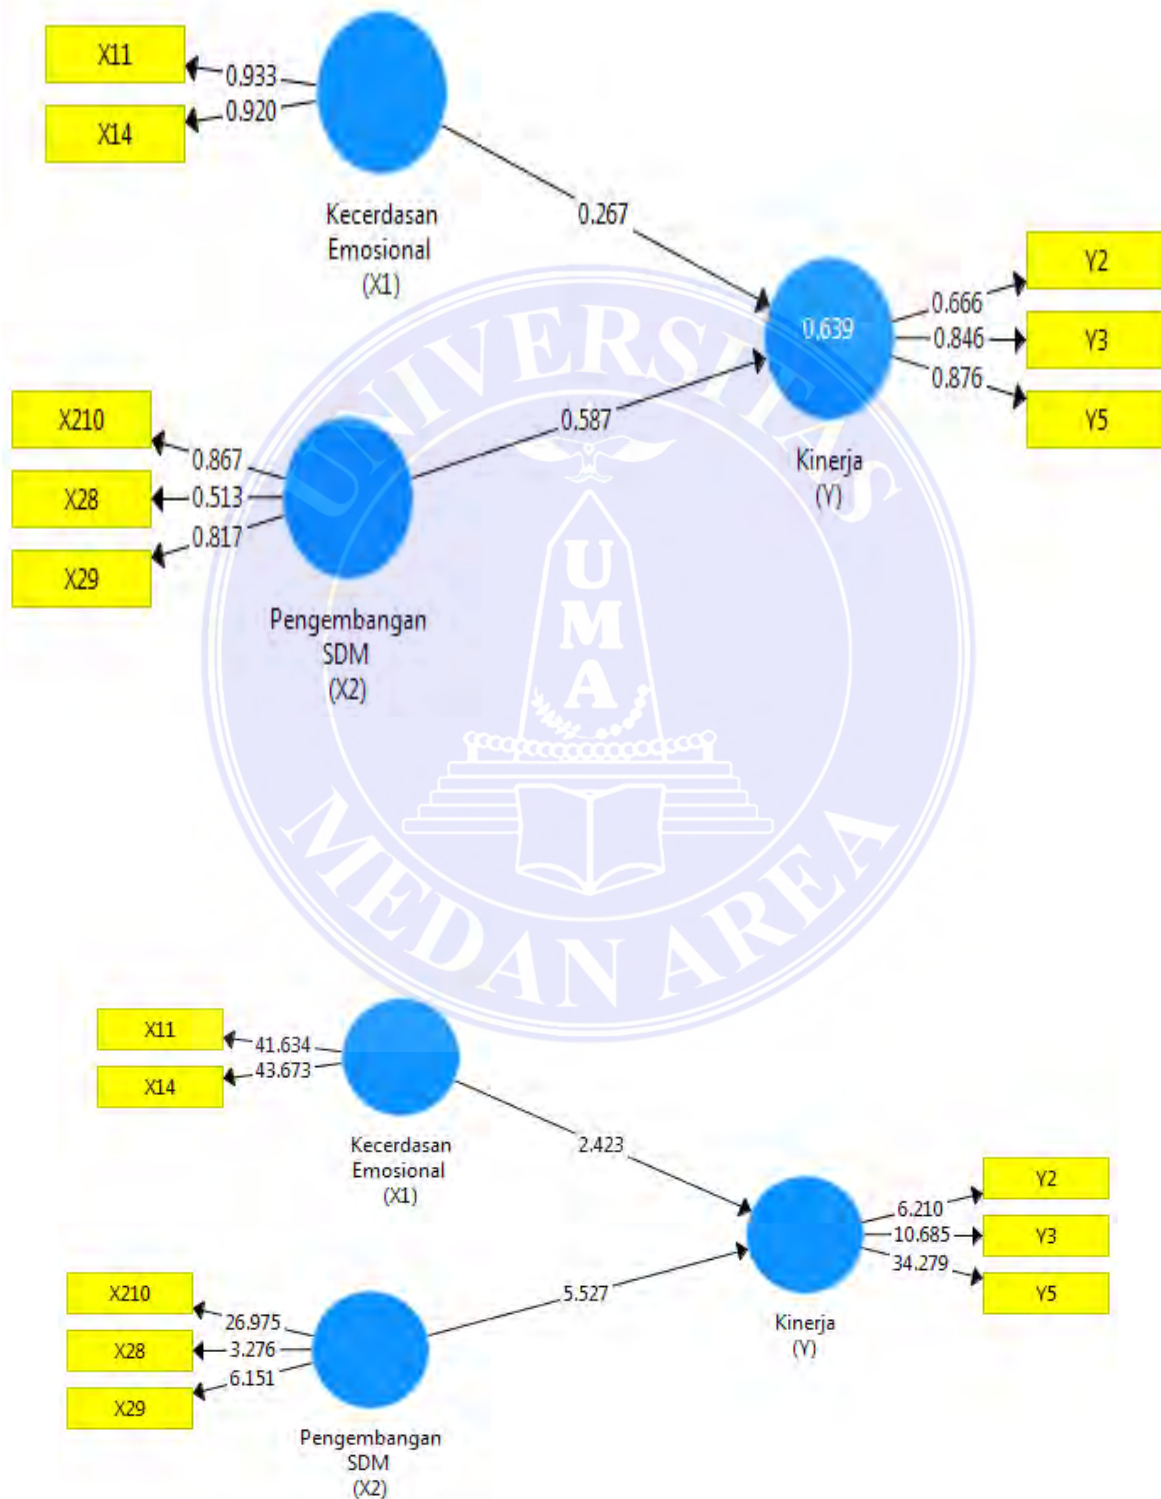 X11
0.933
0.920
X14
Kecerdasan
Emosional
(X1)
0.267
Y2
0.666
0,639
0.846
Y3
0.876
Y5
Kinerja
(Y)
X210
0.867
0.587
X28
0.513
0.817
X29
Pengembangan
SDM
(X2)
UNIVERSITAS
U
M
A
MEDAN AREA
X11
41.634
43.673
X14
Kecerdasan
Emosional
(X1)
2.423
Y2
6.210
10.685
Y3
34.279
Y5
Kinerja
(Y)
X210
26.975
5.527
X28
3.276
6.151
X29
Pengembangan
SDM
(X2)